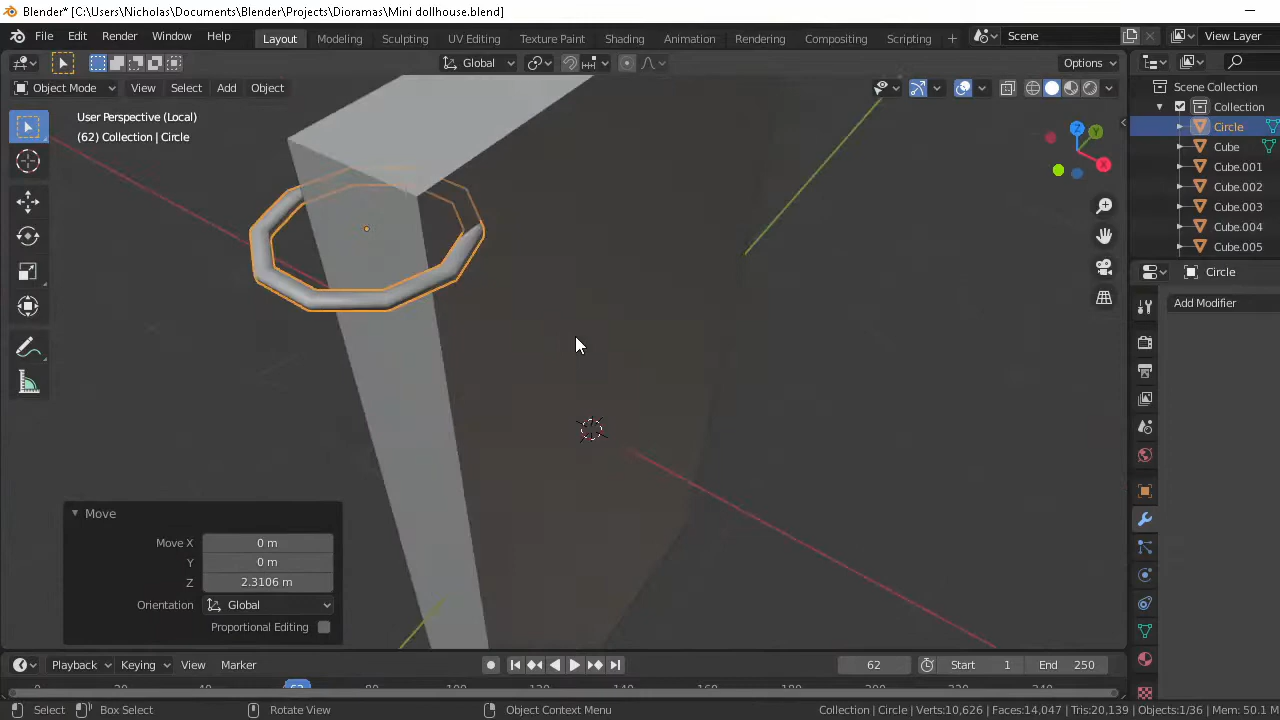 Blender* [C:\Users\Nicholas\Documents\Blender\Projects\Dioramas\Mini dollhouse.blend]
File Edit Render Window Help Layout Modeling Sculpting UV Editing Texture Paint Shading Animation Rendering Compositing Scripting + Scene View Layer
Global Options
Object Mode View Select Add Object
User Perspective (Local)
(62) Collection | Circle
Z
Y
X
Scene Collection
Collection
Circle
Cube
Cube.001
Cube.002
Cube.003
Cube.004
Cube.005
Circle
Add Modifier
Move
Move X 0 m
Y 0 m
Z 2.3106 m
Orientation Global
Proportional Editing
Playback Keying View Marker 62 Start 1 End 250
Select Box Select Rotate View Object Context Menu Collection | Circle | Verts:10,626 | Faces:14,047 | Tris:20,139 | Objects:1/36 | Mem: 50.1 M